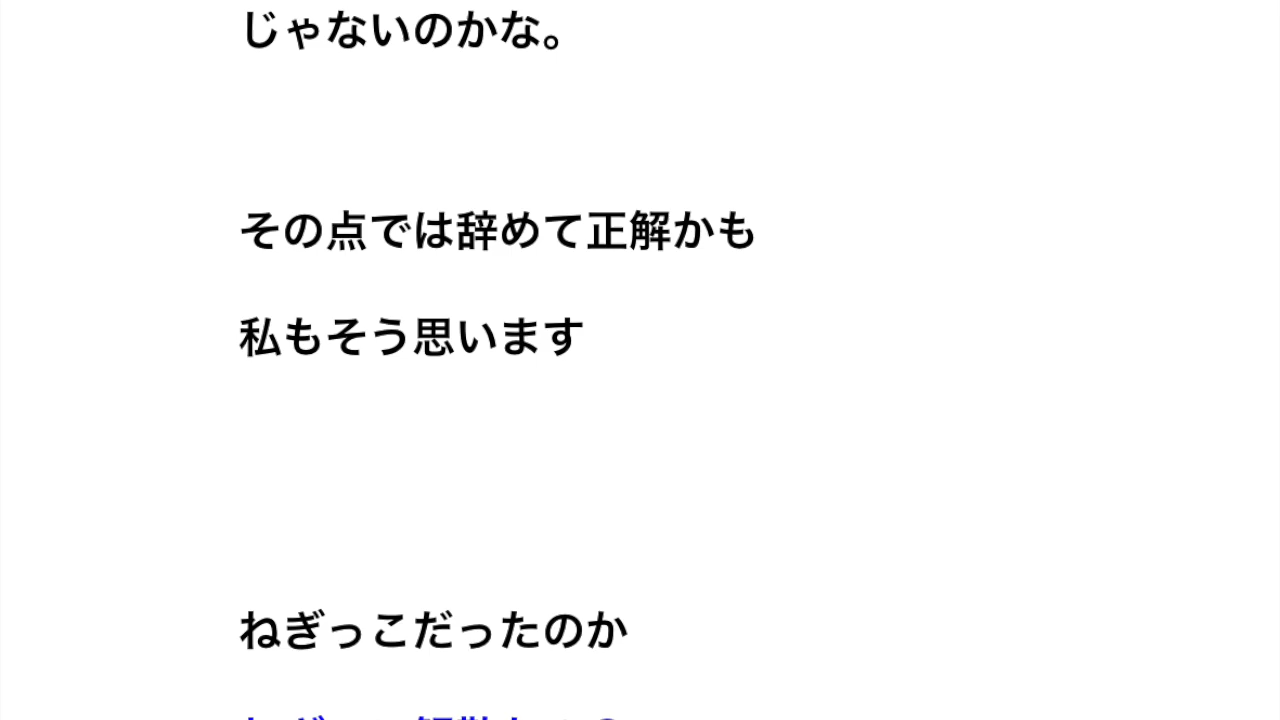 じゃないのかな。
その点では辞めて正解かも
私もそう思います
ねぎっこだったのか